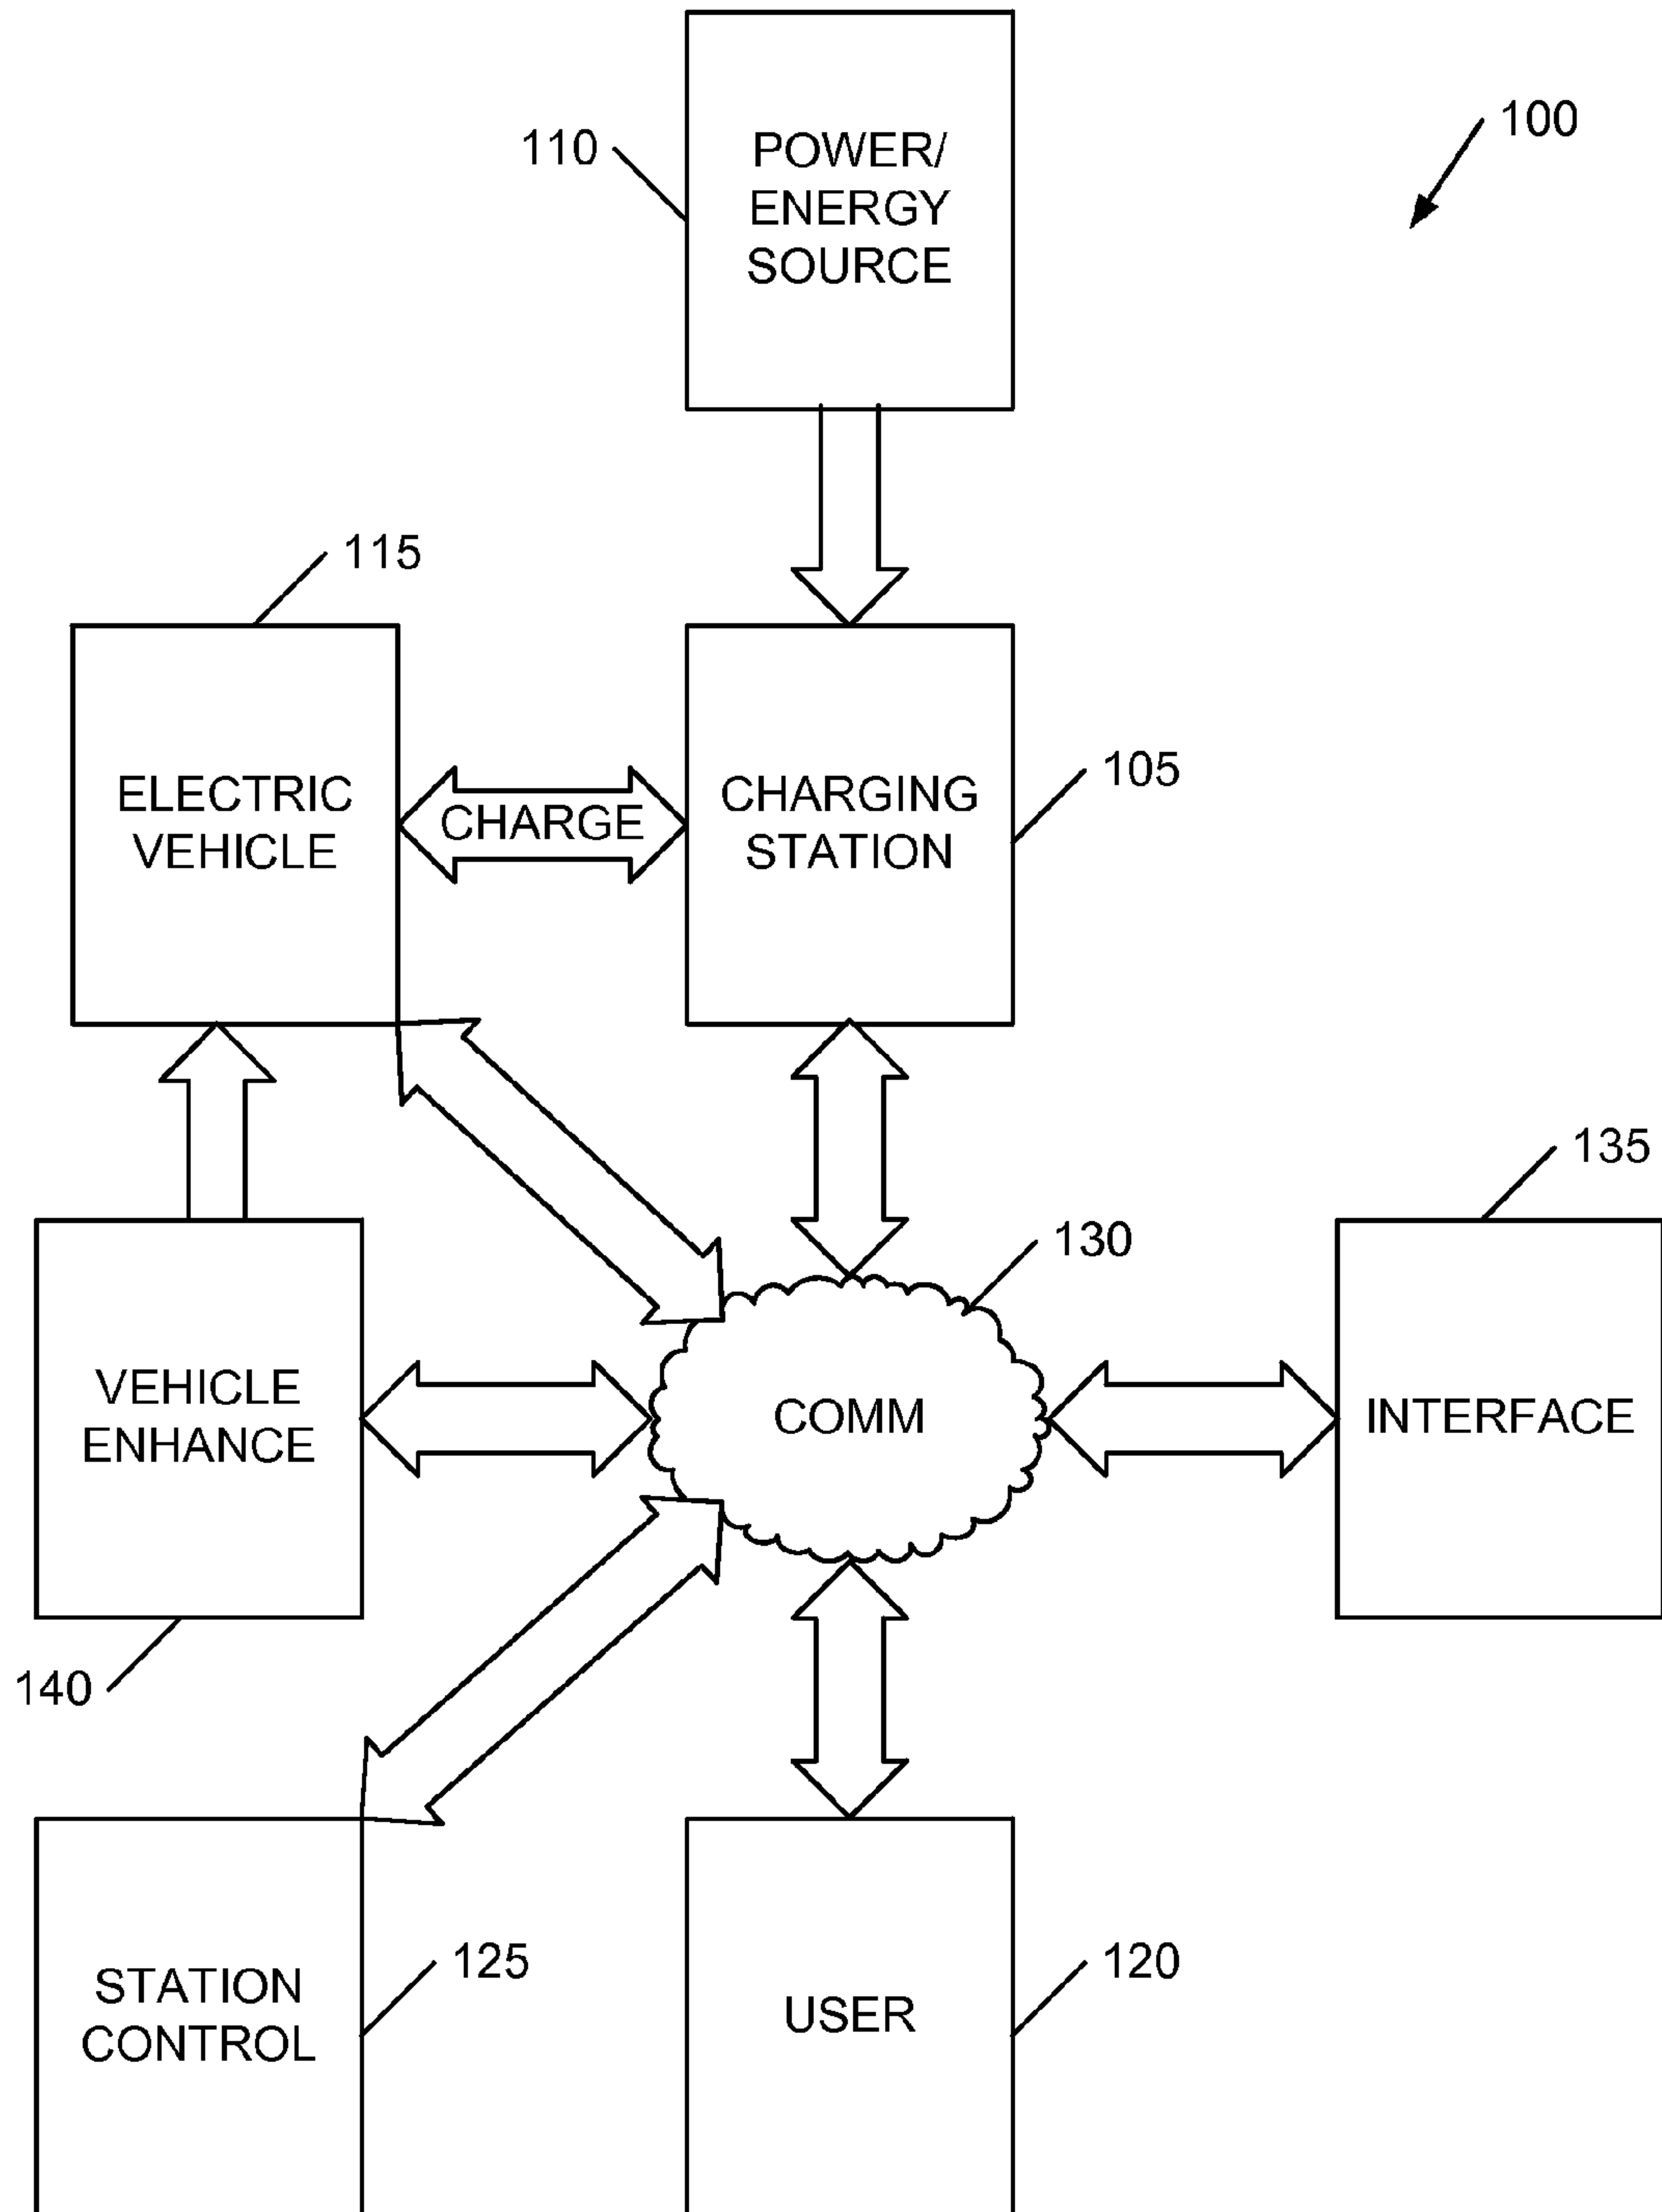 110
POWER/
ENERGY
SOURCE
100
115
ELECTRIC
VEHICLE
CHARGE
CHARGING
STATION
105
135
130
VEHICLE
ENHANCE
COMM
INTERFACE
140
STATION
CONTROL
125
USER
120